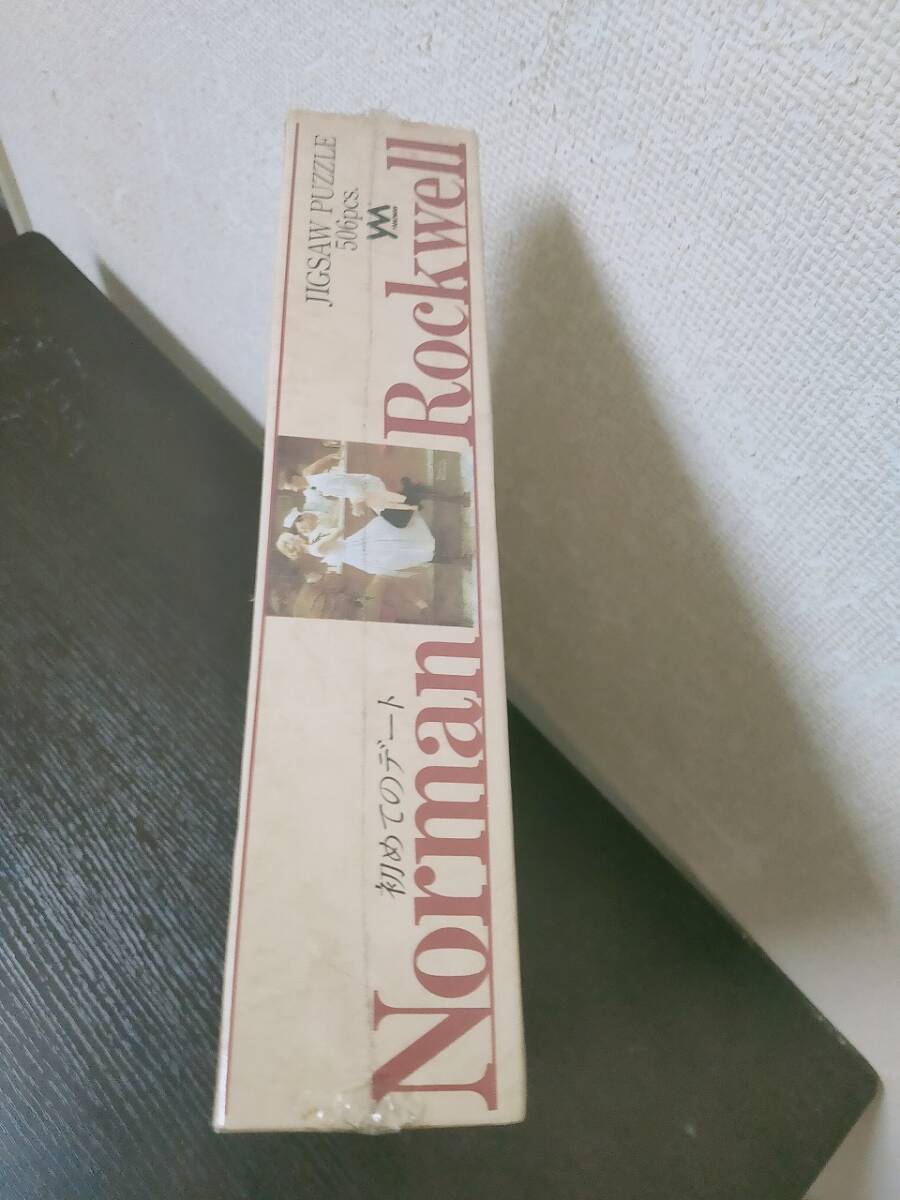 初めてのデート
Norman Rockwell
JIGSAW PUZZLE
506pcs.
YM